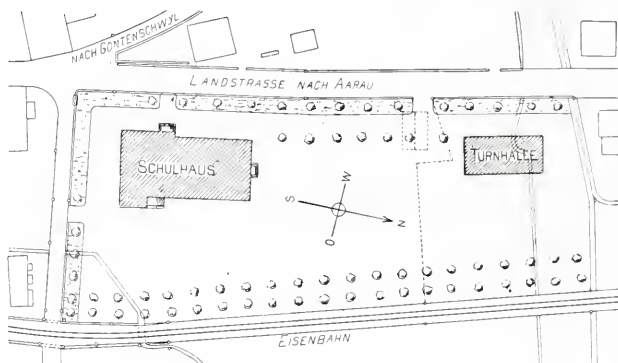 NACH GONTENSCHWYL
LANDSTRASSE NACH AARAU
SCHULHAUS
TURNHALLE
W
S
N
O
EISENBAHN